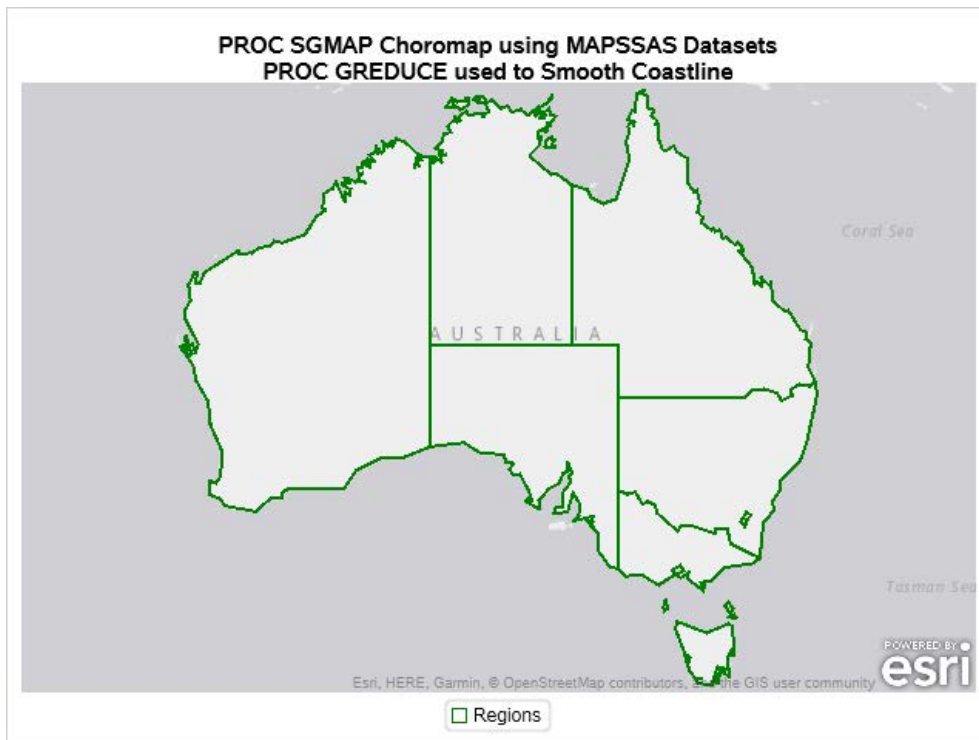 PROC SGMAP Choromap using MAPSSAS Datasets
PROC GREDUCE used to Smooth Coastline
Coral Sea
AUSTRALIA
Tasman Sea
POWERED BY
esri
Esri, HERE, Garmin, © OpenStreetMap contributors, the GIS user community
Regions